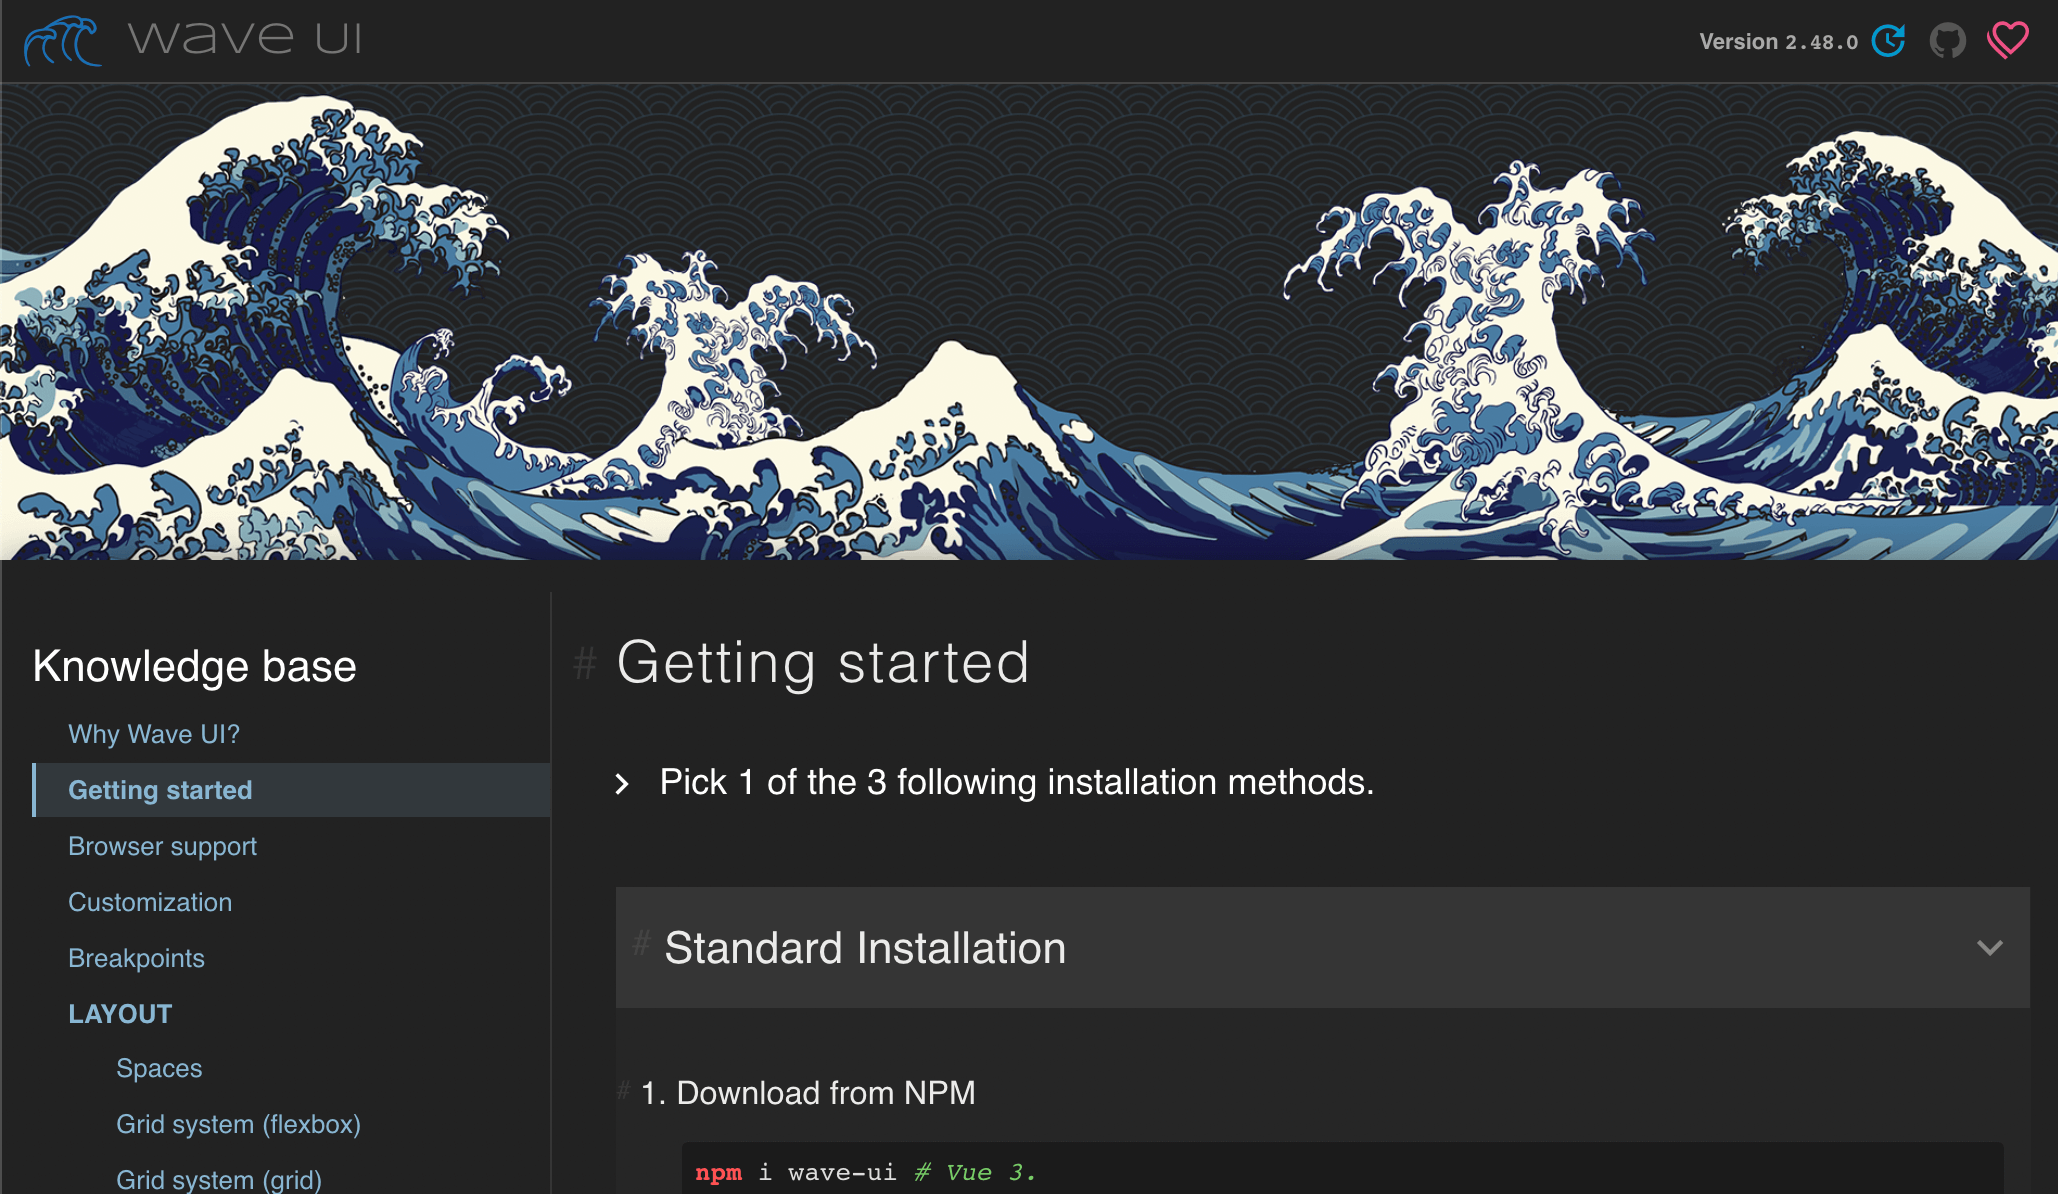 wave UI
Version 2.48.0
Knowledge base
Why Wave UI?
Getting started
Browser support
Customization
Breakpoints
LAYOUT
Spaces
Grid system (flexbox)
Grid system (grid)
# Getting started
Pick 1 of the 3 following installation methods.
# Standard Installation
# 1. Download from NPM
npm i wave-ui # Vue 3.